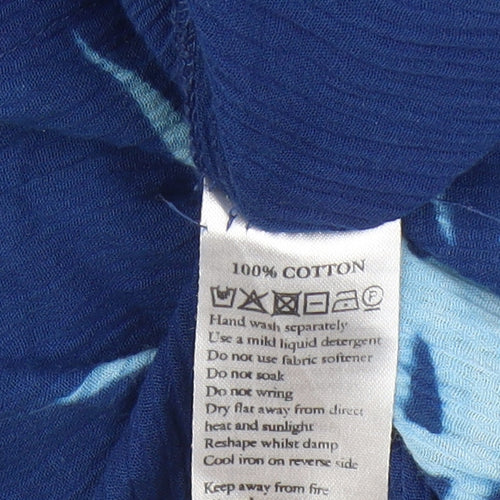 100% COTTON
Hand wash separately
Use a mild liquid detergent
Do not use fabric softener
Do not soak
Do not wring
Dry flat away from direct
heat and sunlight
Reshape whilst damp
Cool iron on reverse side
Keep away from fire